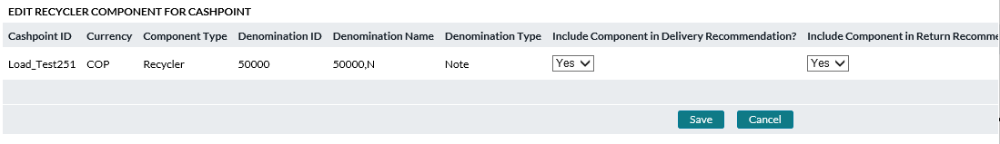 EDIT RECYCLER COMPONENT FOR CASHPOINT
Cashpoint ID Currency Component Type Denomination ID Denomination Name Denomination Type Include Component in Delivery Recommendation? Include Component in Return Recomme
Load_Test251 COP Recycler 50000 50000,N Note Yes Yes
Save Cancel